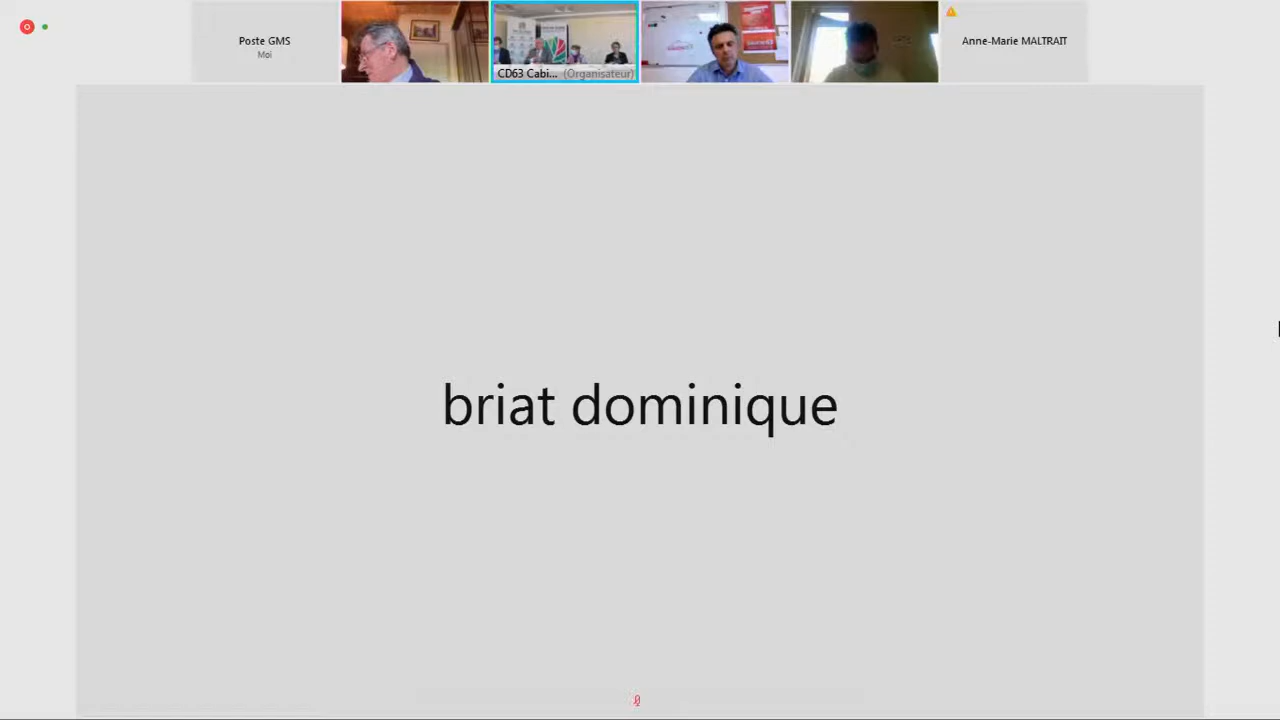 Poste GMS
Moi
CD63 Cabi... (Organisateur)
Anne-Marie MALTRAIT
briat dominique